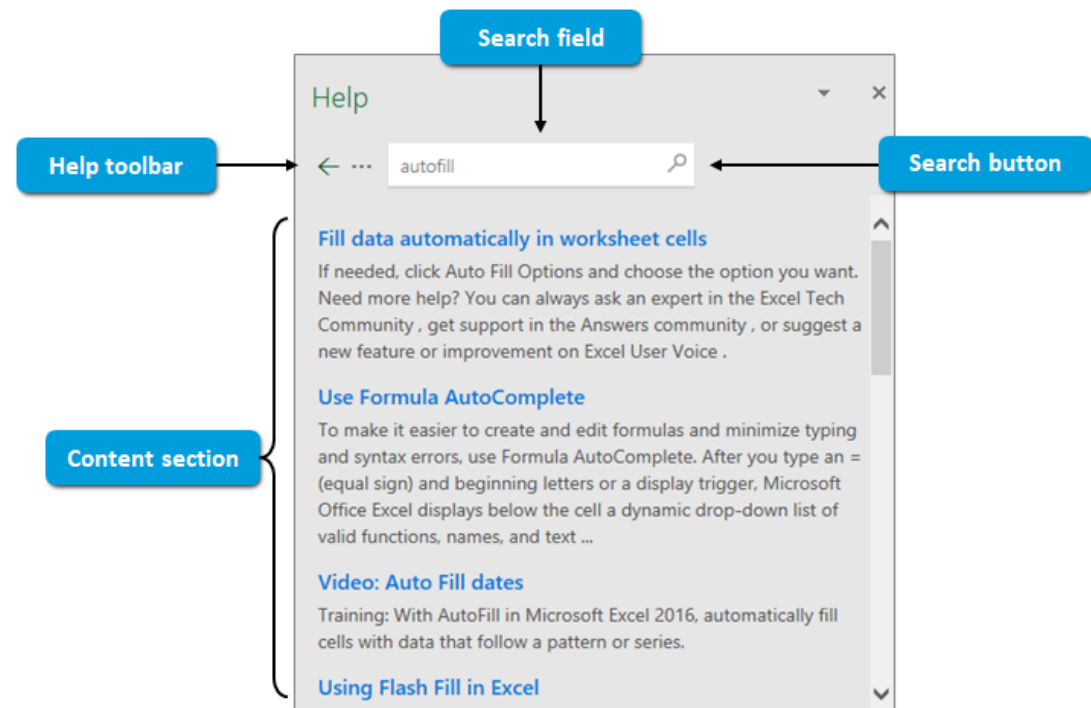 Search field
Help
Help toolbar
autofill
Search button
Fill data automatically in worksheet cells
If needed, click Auto Fill Options and choose the option you want.
Need more help? You can always ask an expert in the Excel Tech
Community , get support in the Answers community , or suggest a
new feature or improvement on Excel User Voice .
Use Formula AutoComplete
To make it easier to create and edit formulas and minimize typing
and syntax errors, use Formula AutoComplete. After you type an =
(equal sign) and beginning letters or a display trigger, Microsoft
Office Excel displays below the cell a dynamic drop-down list of
valid functions, names, and text ...
Content section
Video: Auto Fill dates
Training: With AutoFill in Microsoft Excel 2016, automatically fill
cells with data that follow a pattern or series.
Using Flash Fill in Excel